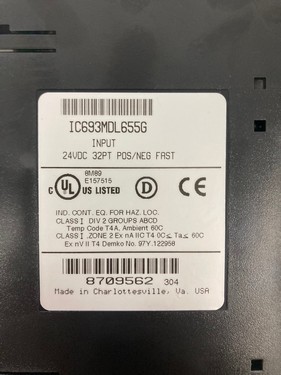 IC693MDL655G
INPUT
24VDC 32PT POS/NEG FAST
8M89
E157515
C UL US LISTED D
IND. CONT. EQ. FOR HAZ. LOC.
CLASS I DIV 2 GROUPS ABCD
Temp Code T4A, Ambient 60C
CLASS I , ZONE 2 Ex nA IIC T4 0C≤ Ta≤ 60C
Ex nV II T4 Demko No. 97Y.122958
8709562 304
Made in Charlottesville, Va. USA